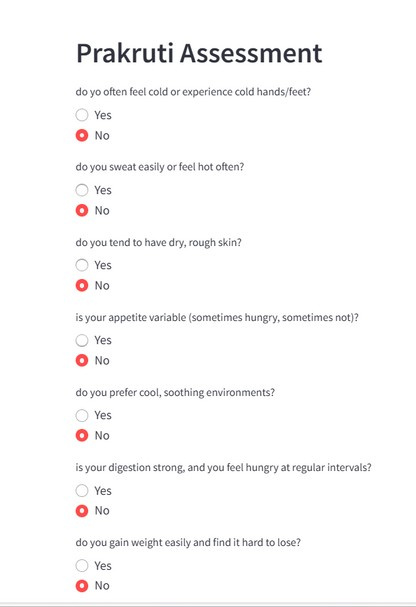 Prakruti Assessment
do yo often feel cold or experience cold hands/feet?
Yes
No
do you sweat easily or feel hot often?
Yes
No
do you tend to have dry, rough skin?
Yes
No
is your appetite variable (sometimes hungry, sometimes not)?
Yes
No
do you prefer cool, soothing environments?
Yes
No
is your digestion strong, and you feel hungry at regular intervals?
Yes
No
do you gain weight easily and find it hard to lose?
Yes
No